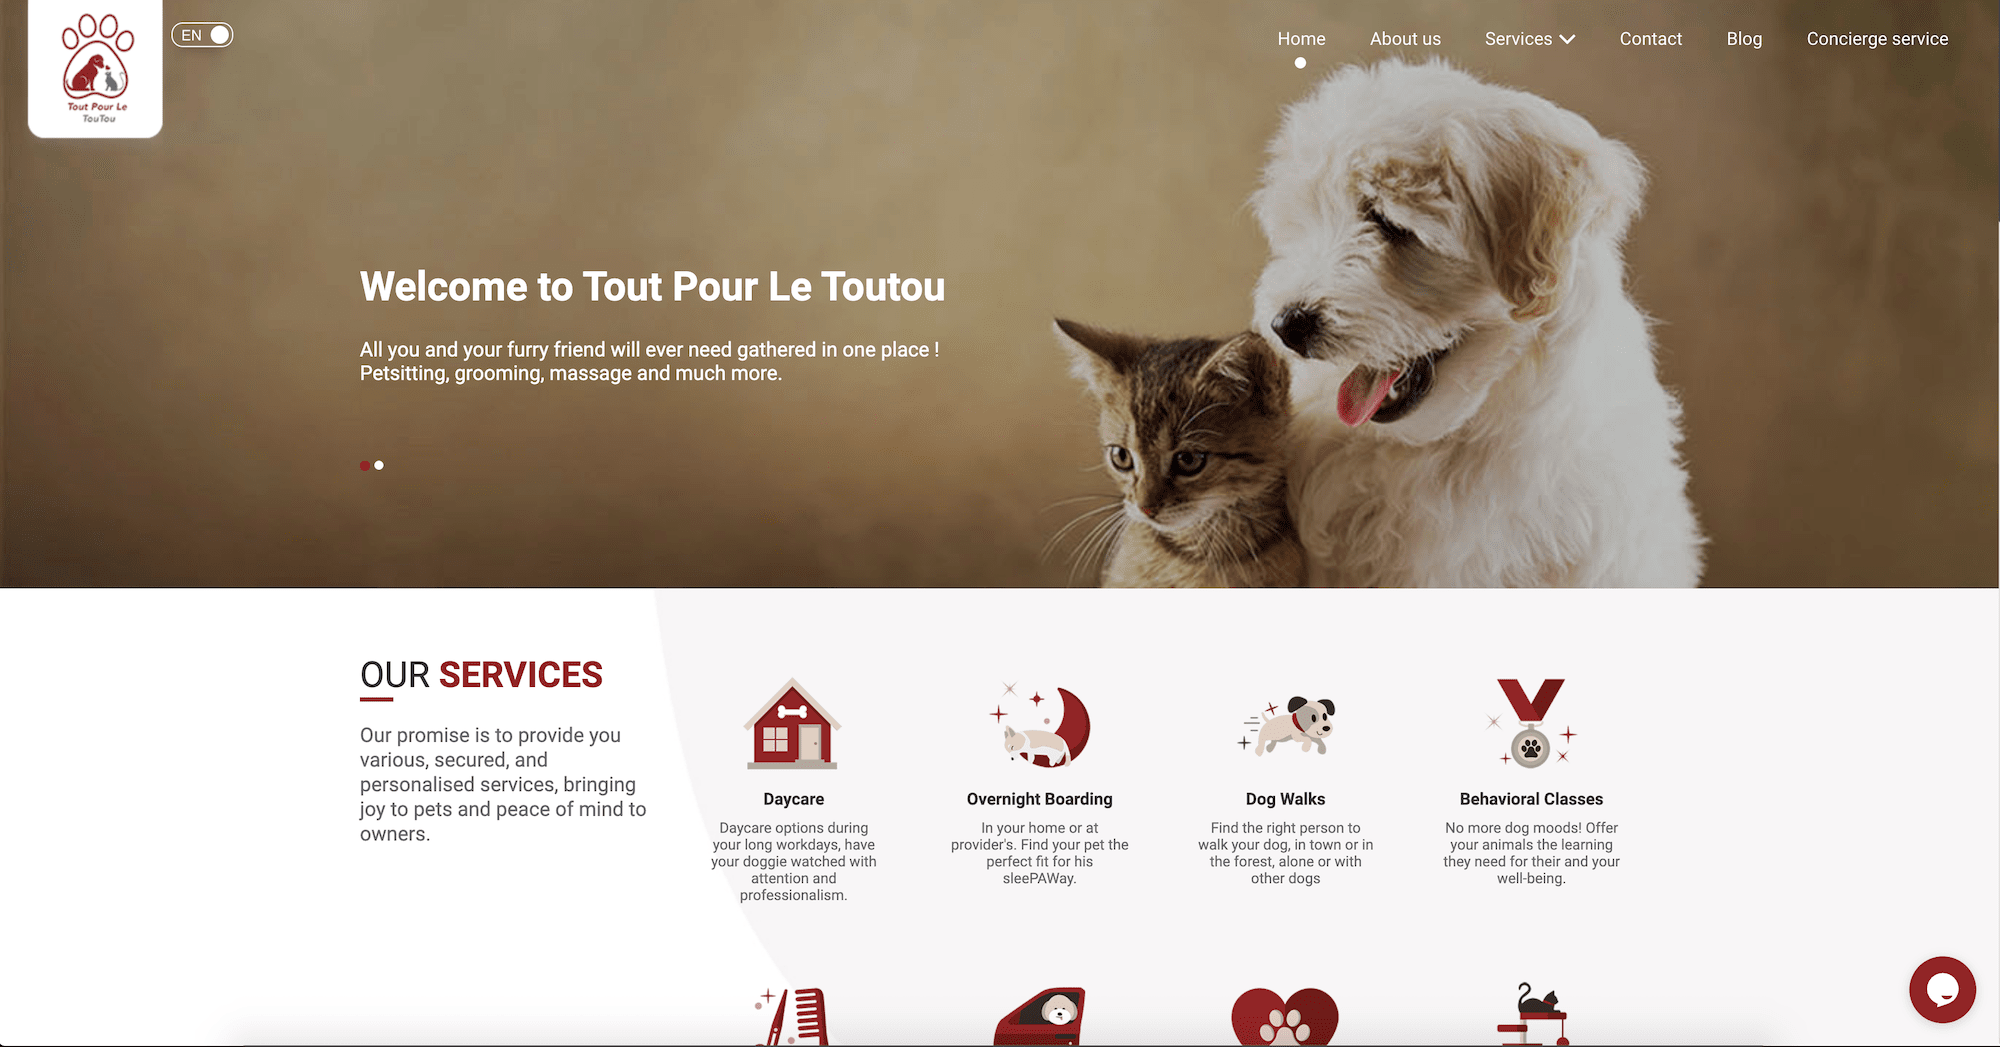 Tout Pour Le
TouTou
EN
Home About us Services Contact Blog Concierge service
Welcome to Tout Pour Le Toutou
All you and your furry friend will ever need gathered in one place !
Petsitting, grooming, massage and much more.
OUR SERVICES
Our promise is to provide you
various, secured, and
personalised services, bringing
joy to pets and peace of mind to
owners.
Daycare
Daycare options during
your long workdays, have
your doggie watched with
attention and
professionalism.
Overnight Boarding
In your home or at
provider's. Find your pet the
perfect fit for his
sleePAWay.
Dog Walks
Find the right person to
walk your dog, in town or in
the forest, alone or with
other dogs
Behavioral Classes
No more dog moods! Offer
your animals the learning
they need for their and your
well-being.